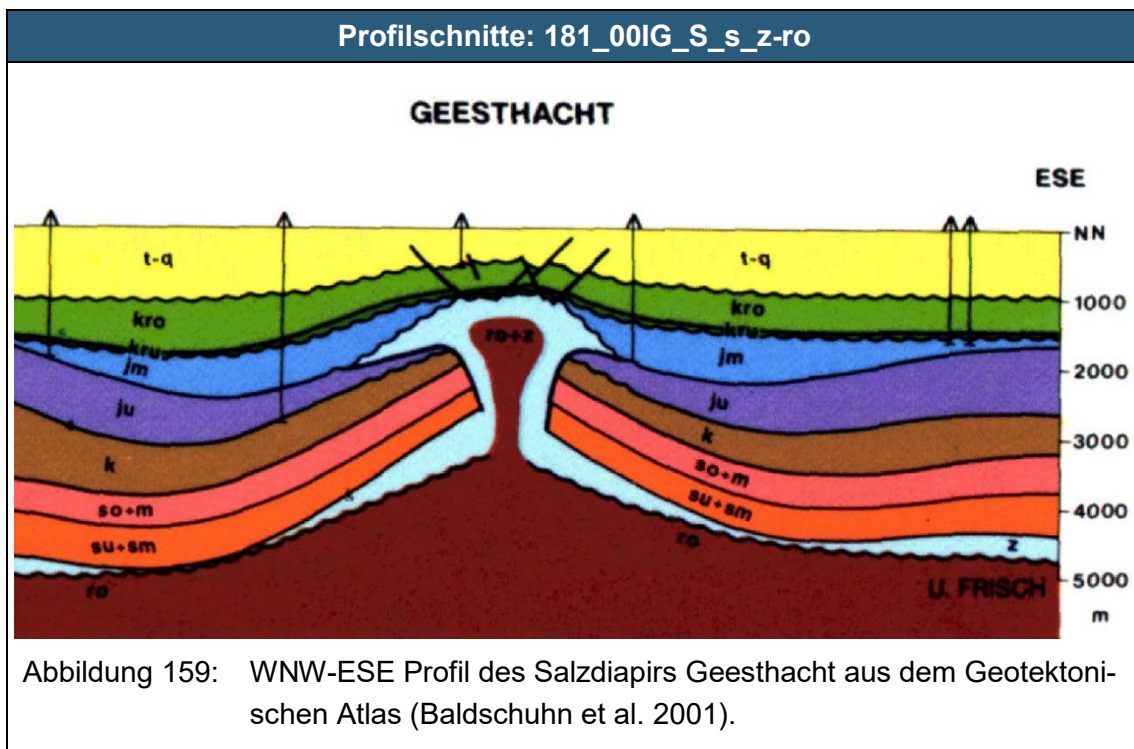 Profilschnitte: 181_00IG_S_s_z-ro
GEESTHACHT
ESE
NN
t-q
t-q
1000
kro
kro
kru
kru
ro+z
jm
jm
2000
ju
ju
k
k
3000
so+m
so+m
4000
su+sm
su+sm
z
ro
ro
5000
U. FRISCH
m
Abbildung 159: WNW-ESE Profil des Salzdiapirs Geesthacht aus dem Geotektoni-
schen Atlas (Baldschuhn et al. 2001).